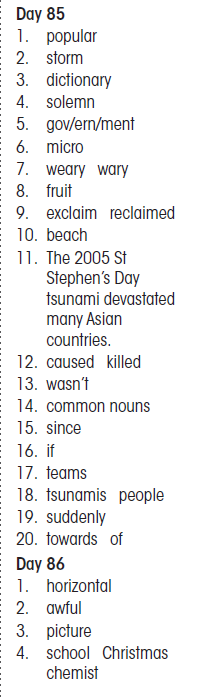 Day 85
1. popular
2. storm
3. dictionary
4. solemn
5. gov/ern/ment
6. micro
7. weary wary
8. fruit
9. exclaim reclaimed
10. beach
11. The 2005 St
Stephen's Day
tsunami devastated
many Asian
countries.
12. caused killed
13. wasn't
14. common nouns
15. since
16. if
17. teams
18. tsunamis people
19. suddenly
20. towards of
Day 86
1. horizontal
2. awful
3. picture
4. school Christmas
chemist